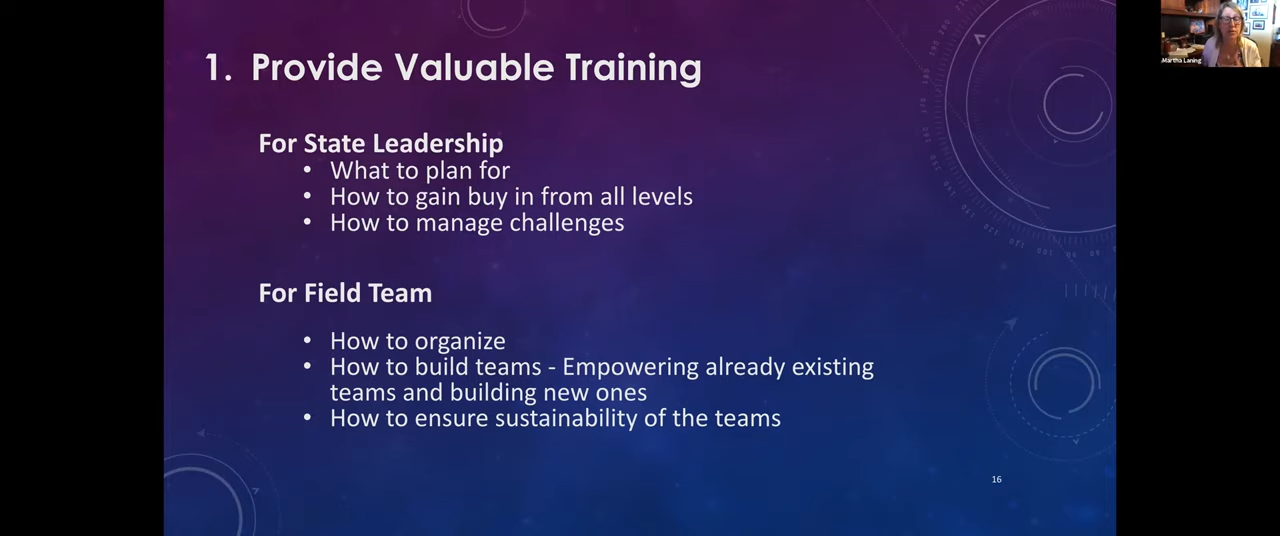 1. Provide Valuable Training
Martha Laning
For State Leadership
• What to plan for
• How to gain buy in from all levels
• How to manage challenges
For Field Team
• How to organize
• How to build teams - Empowering already existing
teams and building new ones
• How to ensure sustainability of the teams
16